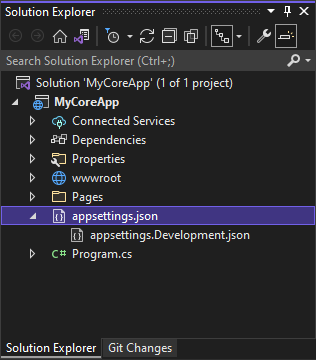 Solution Explorer
Search Solution Explorer (Ctrl+;)
Solution 'MyCoreApp' (1 of 1 project)
MyCoreApp
Connected Services
Dependencies
Properties
wwwroot
Pages
appsettings.json
appsettings.Development.json
C# Program.cs
Solution Explorer Git Changes